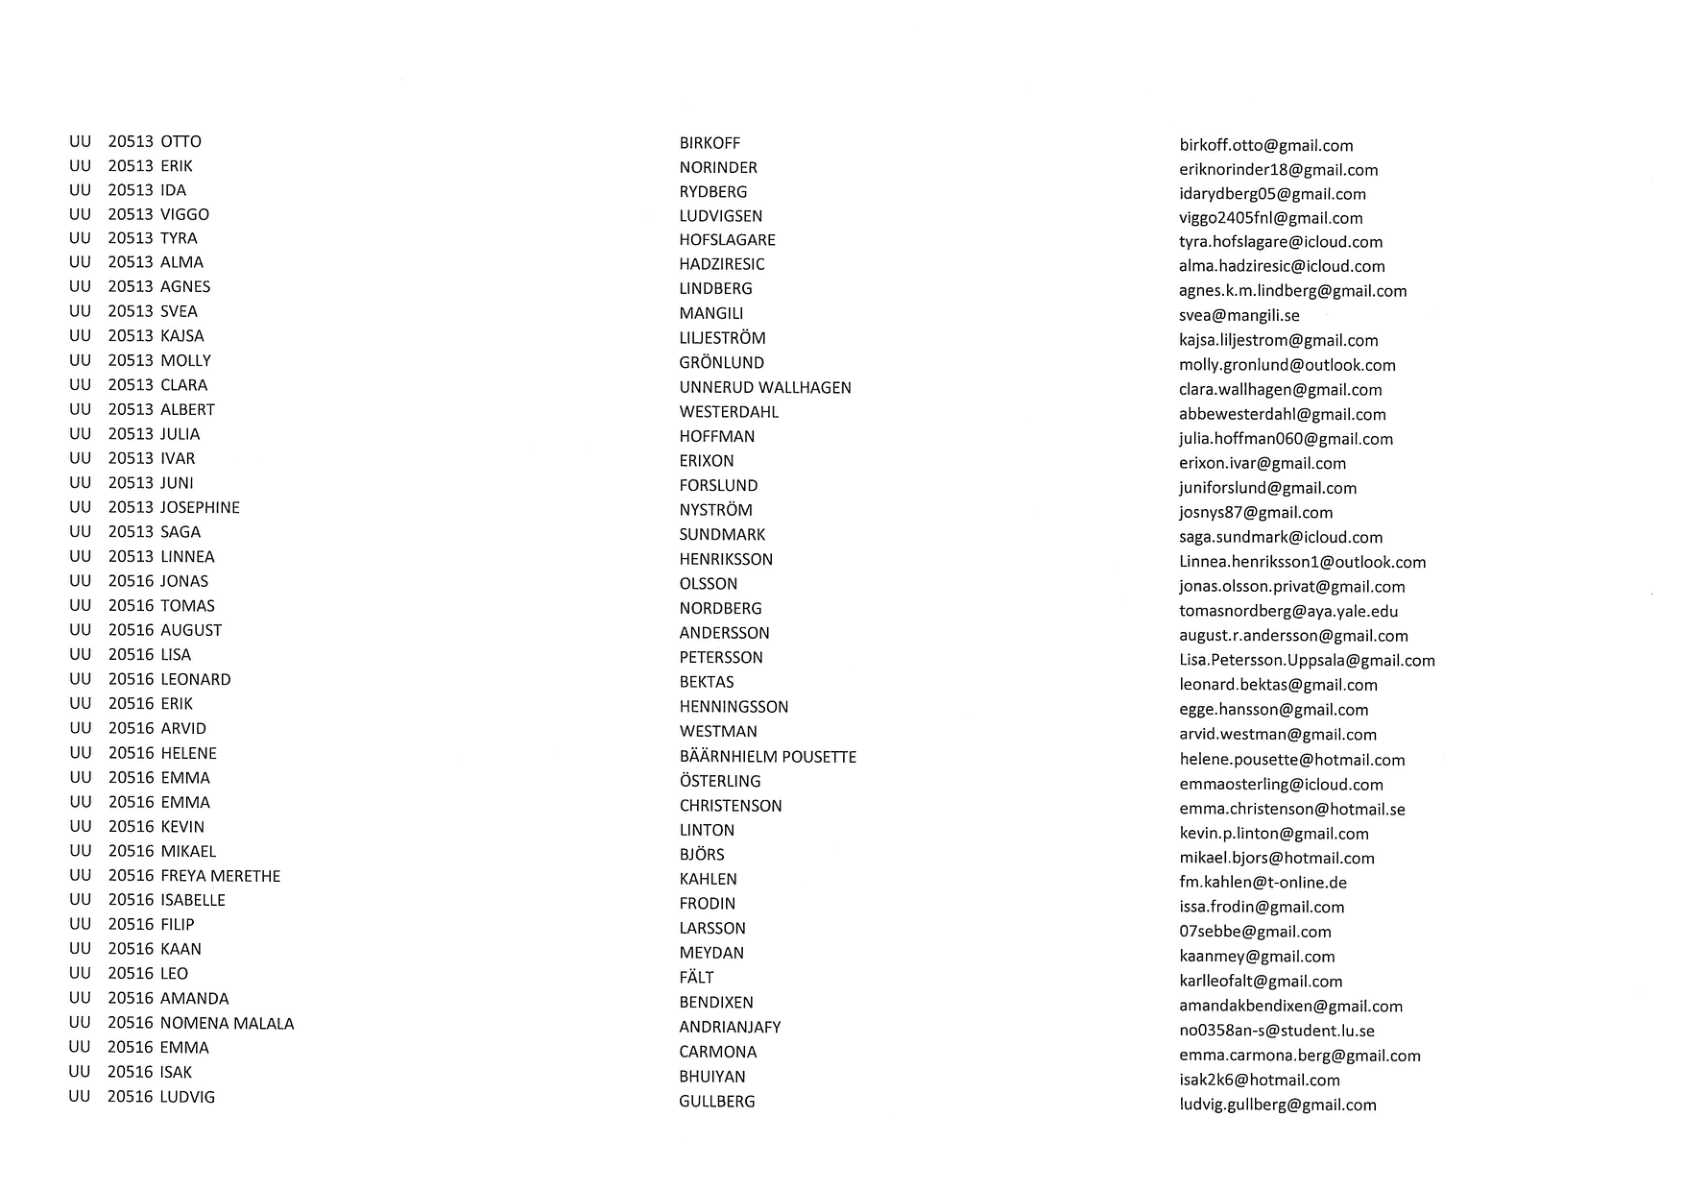 UU 20513 OTTO BIRKOFF birkoff.otto@gmail.com
UU 20513 ERIK NORINDER eriknorinder18@gmail.com
UU 20513 IDA RYDBERG idarydberg05@gmail.com
UU 20513 VIGGO LUDVIGSEN viggo2405fnl@gmail.com
UU 20513 TYRA HOFSLAGARE tyra.hofslagare@icloud.com
UU 20513 ALMA HADZIRESIC alma.hadziresic@icloud.com
UU 20513 AGNES LINDBERG agnes.k.m.lindberg@gmail.com
UU 20513 SVEA MANGILI svea@mangili.se
UU 20513 KAJSA LILJESTRÖM kajsa.liljestrom@gmail.com
UU 20513 MOLLY GRÖNLUND molly.gronlund@outlook.com
UU 20513 CLARA UNNERUD WALLHAGEN clara.wallhagen@gmail.com
UU 20513 ALBERT WESTERDAHL abbewesterdahl@gmail.com
UU 20513 JULIA HOFFMAN julia.hoffman060@gmail.com
UU 20513 IVAR ERIXON erixon.ivar@gmail.com
UU 20513 JUNI FORSLUND juniforslund@gmail.com
UU 20513 JOSEPHINE NYSTRÖM josnys87@gmail.com
UU 20513 SAGA SUNDMARK saga.sundmark@icloud.com
UU 20513 LINNEA HENRIKSSON Linnea.henriksson1@outlook.com
UU 20516 JONAS OLSSON jonas.olsson.privat@gmail.com
UU 20516 TOMAS NORDBERG tomasnordberg@aya.yale.edu
UU 20516 AUGUST ANDERSSON august.r.andersson@gmail.com
UU 20516 LISA PETERSSON Lisa.Petersson.Uppsala@gmail.com
UU 20516 LEONARD BEKTAS leonard.bektas@gmail.com
UU 20516 ERIK HENNINGSSON egge.hansson@gmail.com
UU 20516 ARVID WESTMAN arvid.westman@gmail.com
UU 20516 HELENE BÄÄRNHIELM POUSETTE helene.pousette@hotmail.com
UU 20516 EMMA ÖSTERLING emmaosterling@icloud.com
UU 20516 EMMA CHRISTENSON emma.christenson@hotmail.se
UU 20516 KEVIN LINTON kevin.p.linton@gmail.com
UU 20516 MIKAEL BJÖRS mikael.bjors@hotmail.com
UU 20516 FREYA MERETHE KAHLEN fm.kahlen@t-online.de
UU 20516 ISABELLE FRODIN issa.frodin@gmail.com
UU 20516 FILIP LARSSON 07sebbe@gmail.com
UU 20516 KAAN MEYDAN kaanmey@gmail.com
UU 20516 LEO FÄLT karlleofalt@gmail.com
UU 20516 AMANDA BENDIXEN amandakbendixen@gmail.com
UU 20516 NOMENA MALALA ANDRIANJAFY no0358an-s@student.lu.se
UU 20516 EMMA CARMONA emma.carmona.berg@gmail.com
UU 20516 ISAK BHUIYAN isak2k6@hotmail.com
UU 20516 LUDVIG GULLBERG ludvig.gullberg@gmail.com